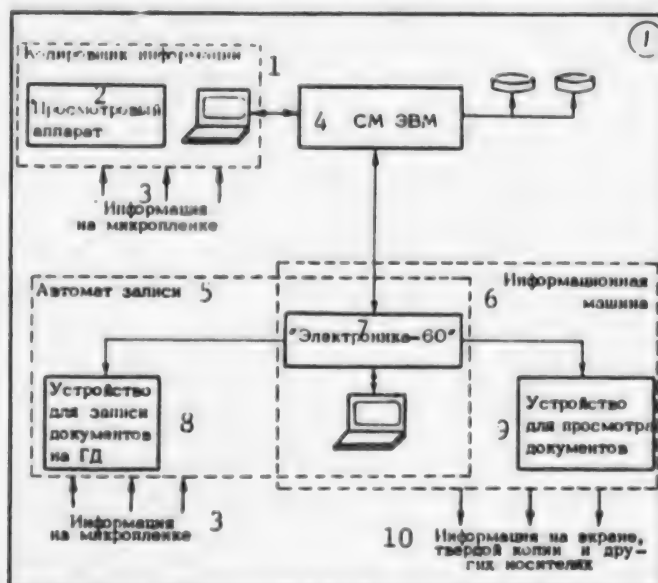 1
Кодировщик информации
1
2
"Просмотровый
аппарат
4 СМ ЭВМ
3
Информация
на микропленке
Автомат записи 5
6 Информационная
машина
7
"Электроника-60"
Устройство
для записи
документов
на ГД
8
9
Устройство
для просмотра
документов
Информация
на микропленке
3
10
Информация на экране,
твердой копии и дру-
гих носителях